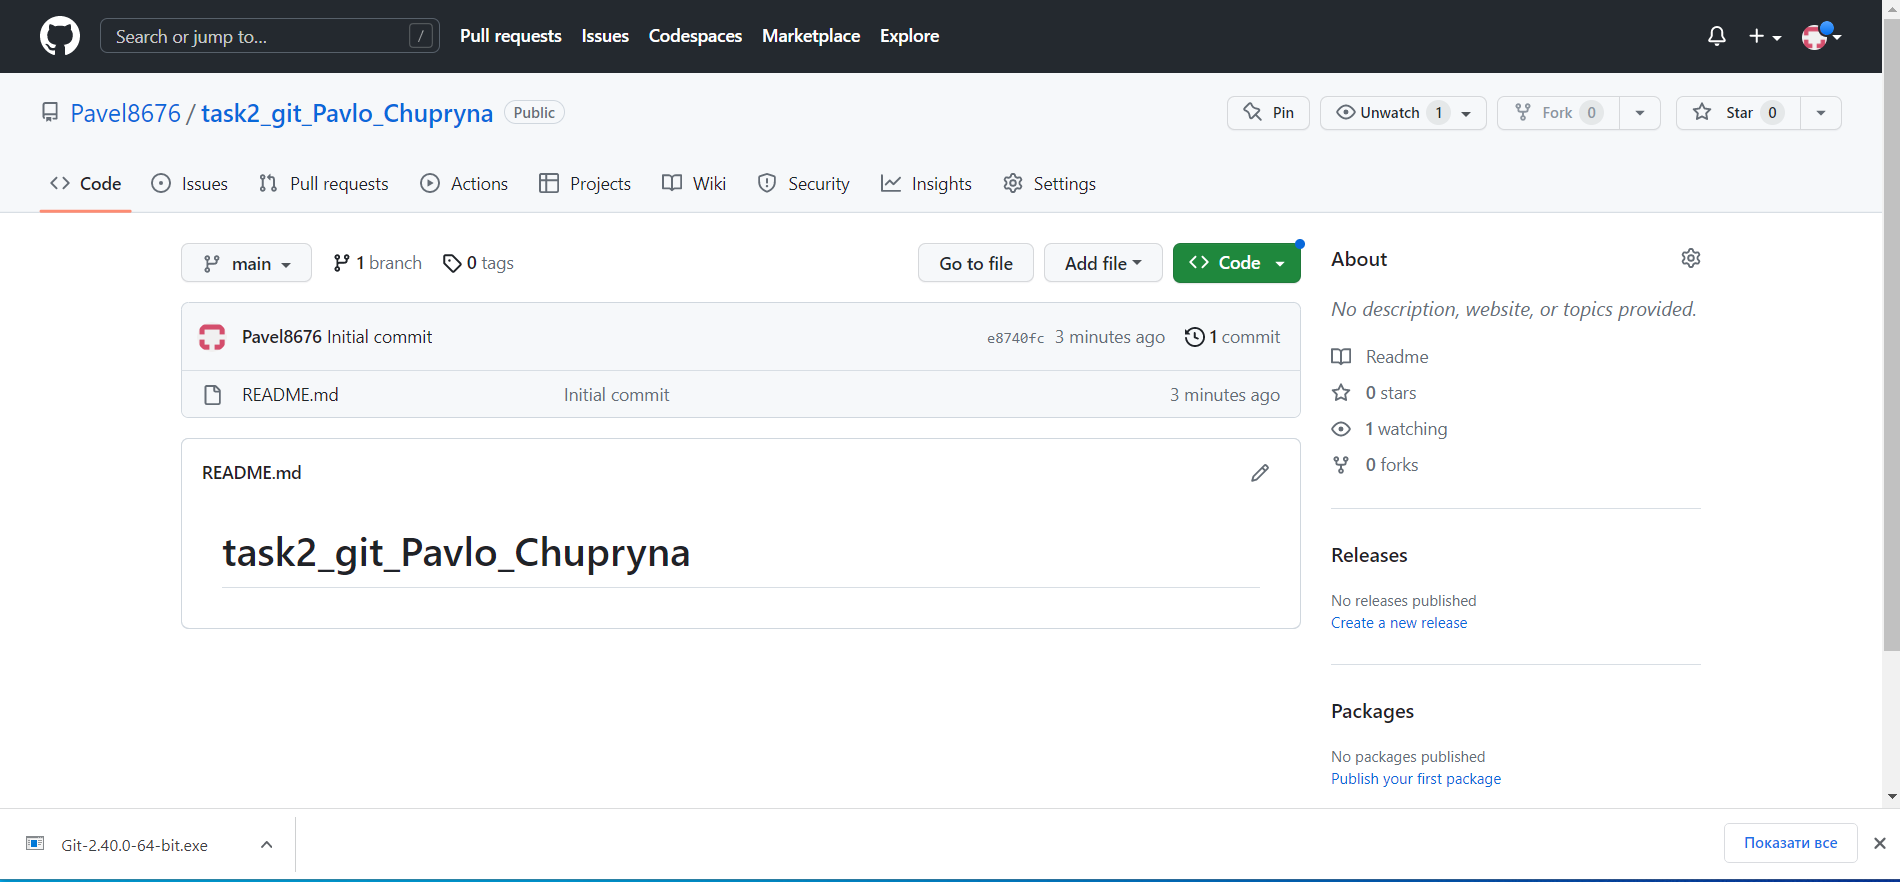 Search or jump to... /
Pull requests Issues Codespaces Marketplace Explore
Pavel8676 / task2_git_Pavlo_Chupryna Public
Pin Unwatch 1 Fork 0 Star 0
Code Issues Pull requests Actions Projects Wiki Security Insights Settings
main 1 branch 0 tags Go to file Add file Code
Pavel8676 Initial commit e8740fc 3 minutes ago 1 commit
README.md Initial commit 3 minutes ago
README.md
task2_git_Pavlo_Chupryna
About
No description, website, or topics provided.
Readme
0 stars
1 watching
0 forks
Releases
No releases published
Create a new release
Packages
No packages published
Publish your first package
Git-2.40.0-64-bit.exe
Показати все